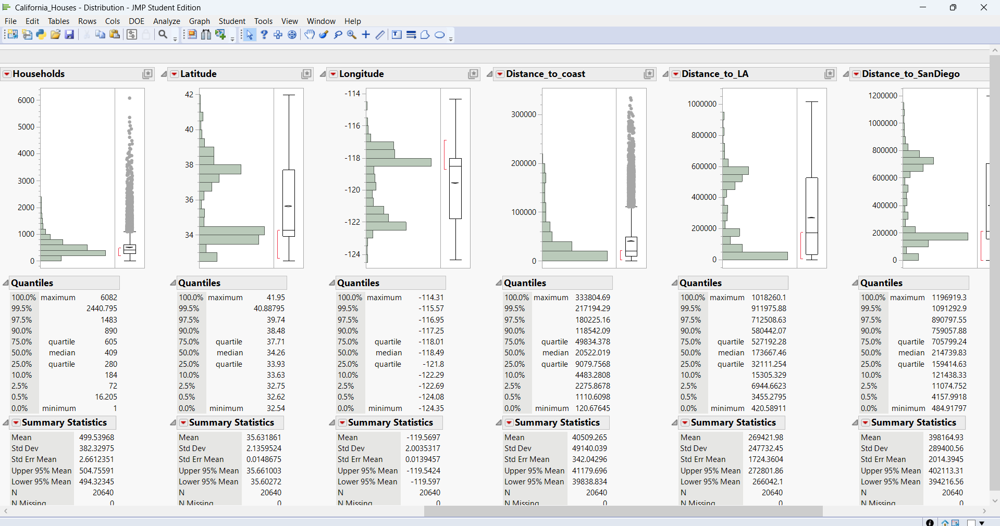 California_Houses - Distribution - JMP Student Edition
File Edit Tables Rows Cols DOE Analyze Graph Student Tools View Window Help
Households
6000
5000
4000
3000
2000
1000
0
Quantiles
100.0% maximum 6082
99.5% 2440.795
97.5% 1483
90.0% 890
75.0% quartile 605
50.0% median 409
25.0% quartile 280
10.0% 184
2.5% 72
0.5% 16.205
0.0% minimum 1
Summary Statistics
Mean 499.53968
Std Dev 382.32975
Std Err Mean 2.6612351
Upper 95% Mean 504.75591
Lower 95% Mean 494.32345
N 20640
N Missing 0
Latitude
42
40
38
36
34
Quantiles
100.0% maximum 41.95
99.5% 40.88795
97.5% 39.74
90.0% 38.48
75.0% quartile 37.71
50.0% median 34.26
25.0% quartile 33.93
10.0% 33.63
2.5% 32.75
0.5% 32.62
0.0% minimum 32.54
Summary Statistics
Mean 35.631861
Std Dev 2.1359524
Std Err Mean 0.0148675
Upper 95% Mean 35.661003
Lower 95% Mean 35.60272
N 20640
N Missing 0
Longitude
-114
-116
-118
-120
-122
-124
Quantiles
100.0% maximum -114.31
99.5% -115.57
97.5% -116.95
90.0% -117.25
75.0% quartile -118.01
50.0% median -118.49
25.0% quartile -121.8
10.0% -122.29
2.5% -122.69
0.5% -124.08
0.0% minimum -124.35
Summary Statistics
Mean -119.5697
Std Dev 2.0035317
Std Err Mean 0.0139457
Upper 95% Mean -119.5424
Lower 95% Mean -119.597
N 20640
N Missing 0
Distance_to_coast
300000
200000
100000
0
Quantiles
100.0% maximum 333804.69
99.5% 217194.29
97.5% 180225.16
90.0% 118542.09
75.0% quartile 49834.378
50.0% median 20522.019
25.0% quartile 9079.7568
10.0% 4483.2808
2.5% 2275.8678
0.5% 1110.6098
0.0% minimum 120.67645
Summary Statistics
Mean 40509.265
Std Dev 49140.039
Std Err Mean 342.04296
Upper 95% Mean 41179.696
Lower 95% Mean 39838.834
N 20640
N Missing 0
Distance_to_LA
1000000
800000
600000
400000
200000
0
Quantiles
100.0% maximum 1018260.1
99.5% 911975.88
97.5% 712508.63
90.0% 580442.07
75.0% quartile 527192.28
50.0% median 173667.46
25.0% quartile 32111.254
10.0% 15305.329
2.5% 6944.6623
0.5% 3455.2795
0.0% minimum 420.58911
Summary Statistics
Mean 269421.98
Std Dev 247732.45
Std Err Mean 1724.3604
Upper 95% Mean 272801.86
Lower 95% Mean 266042.1
N 20640
N Missing 0
Distance_to_SanDiego
1200000
1000000
800000
600000
400000
200000
0
Quantiles
100.0% maximum 1196919.3
99.5% 1091292.9
97.5% 890797.55
90.0% 759057.88
75.0% quartile 705799.24
50.0% median 214739.83
25.0% quartile 159414.63
10.0% 121438.33
2.5% 11074.752
0.5% 4157.9918
0.0% minimum 484.91797
Summary Statistics
Mean 398164.93
Std Dev 289400.56
Std Err Mean 2014.3945
Upper 95% Mean 402113.31
Lower 95% Mean 394216.56
N 20640
N Missing 0